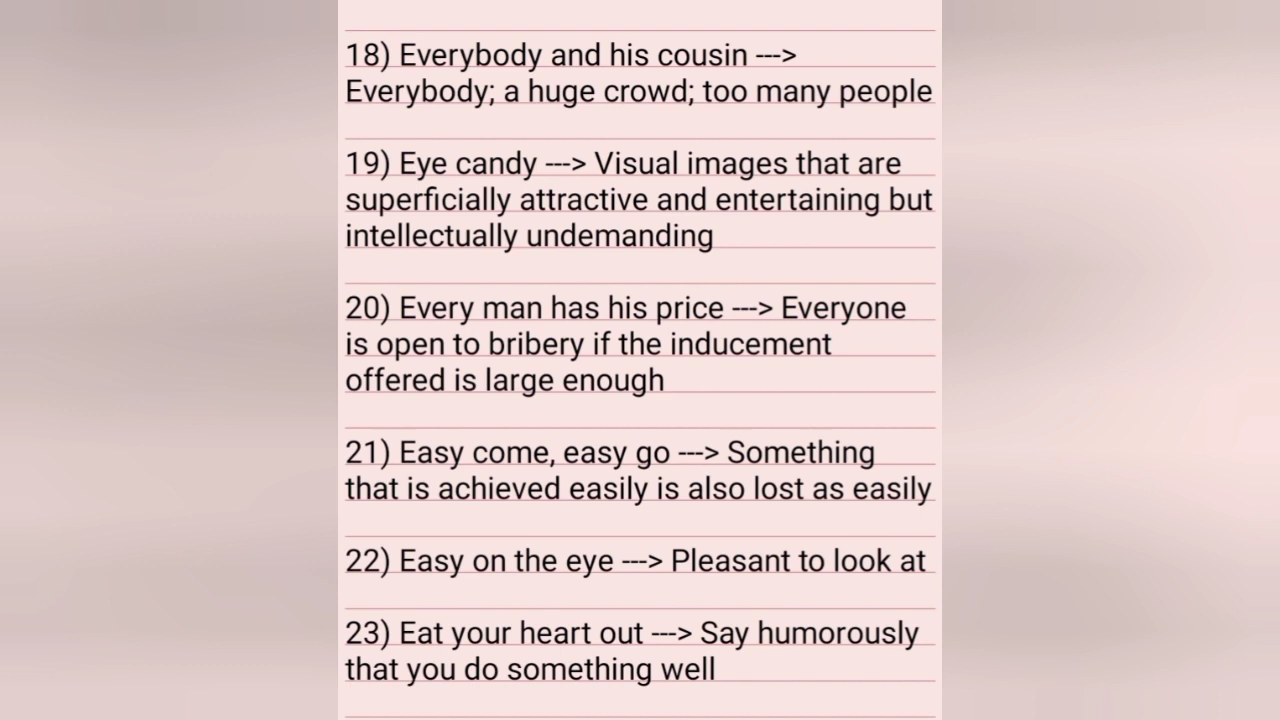 18) Everybody and his cousin --->
Everybody; a huge crowd; too many people
19) Eye candy ---> Visual images that are
superficially attractive and entertaining but
intellectually undemanding
20) Every man has his price ---> Everyone
is open to bribery if the inducement
offered is large enough
21) Easy come, easy go ---> Something
that is achieved easily is also lost as easily
22) Easy on the eye ---> Pleasant to look at
23) Eat your heart out ---> Say humorously
that you do something well